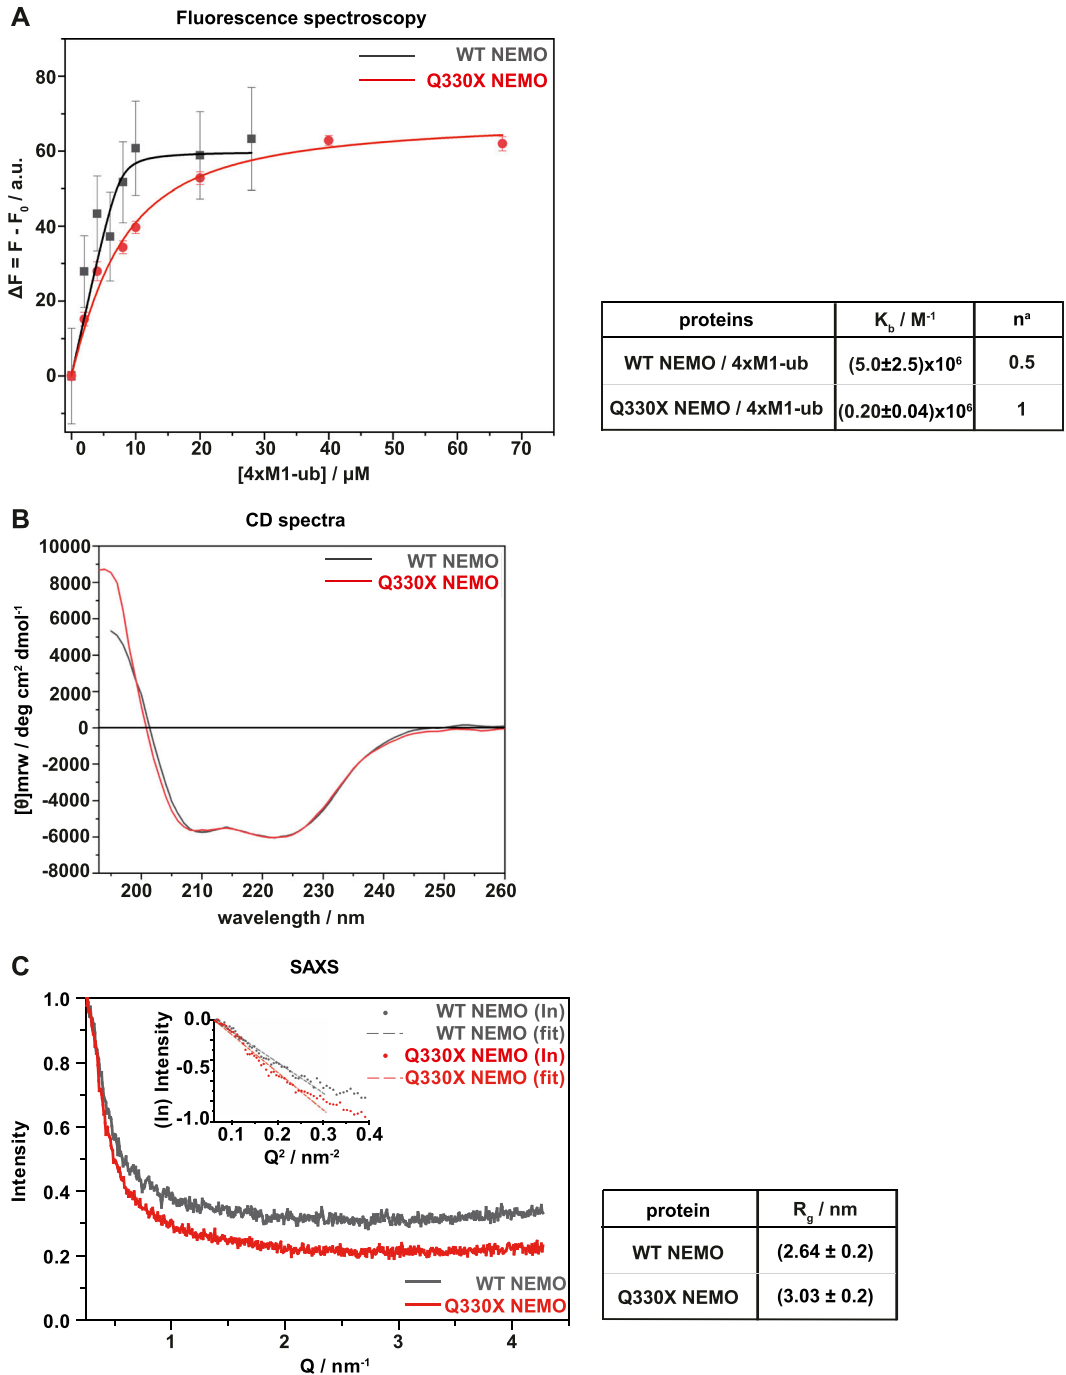 A
Fluorescence spectroscopy
WT NEMO
Q330X NEMO
80
60
40
20
0
ΔF = F - F0 / a.u.
0 10 20 30 40 50 60 70
[4xM1-ub] / µM
proteins Kb / M-1 na
WT NEMO / 4xM1-ub (5.0±2.5)x10⁶ 0.5
Q330X NEMO / 4xM1-ub (0.20±0.04)x10⁶ 1
B
CD spectra
WT NEMO
Q330X NEMO
10000
8000
6000
4000
2000
0
-2000
-4000
-6000
-8000
[θ]mrw / deg cm² dmol-1
200 210 220 230 240 250 260
wavelength / nm
C
SAXS
1.0
0.8
0.6
0.4
0.2
0.0
Intensity
0.0
-0.5
-1.0
(ln) Intensity
0.1 0.2 0.3 0.4
Q² / nm-2
WT NEMO (ln)
WT NEMO (fit)
Q330X NEMO (ln)
Q330X NEMO (fit)
WT NEMO
Q330X NEMO
1 2 3 4
Q / nm-1
protein Rg / nm
WT NEMO (2.64 ± 0.2)
Q330X NEMO (3.03 ± 0.2)